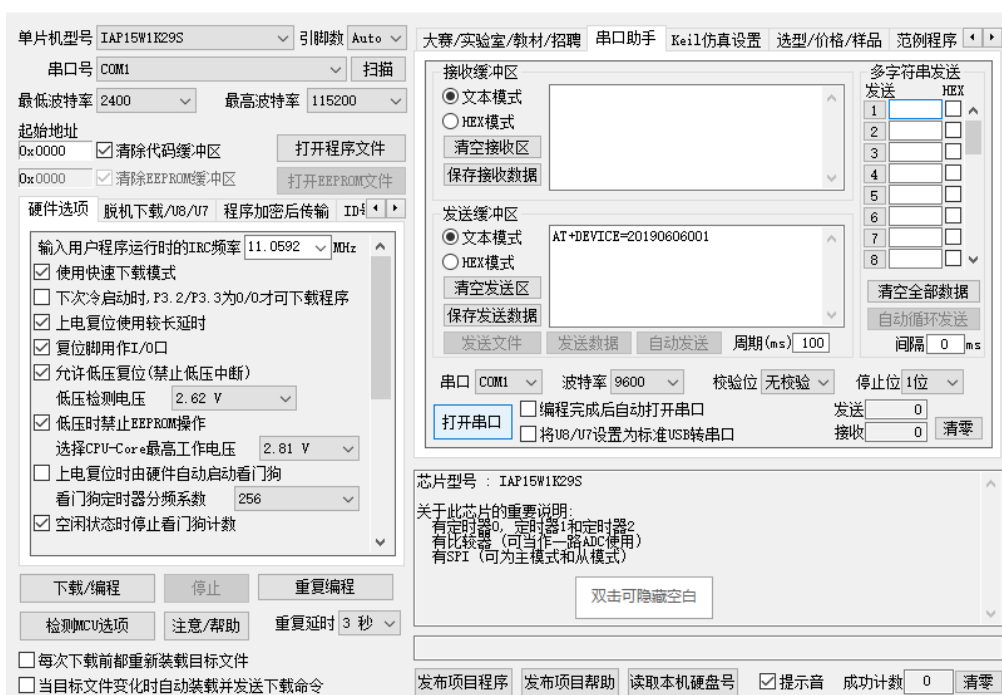 单片机型号 IAP15W1K29S 引脚数 Auto
串口号 COM1 扫描
最低波特率 2400 最高波特率 115200
起始地址
0x0000 清除代码缓冲区 打开程序文件
0x0000 清除EEPROM缓冲区 打开EEPROM文件
硬件选项 脱机下载/U8/U7 程序加密后传输
输入用户程序运行时的IRC频率 11.0592 MHz
使用快速下载模式
下次冷启动时,P3.2/P3.3为0/0才可下载程序
上电复位使用较长延时
复位脚用作I/O口
允许低压复位(禁止低压中断)
低压检测电压 2.62 V
低压时禁止EEPROM操作
选择CPU-Core最高工作电压 2.81 V
上电复位时由硬件自动启动看门狗
看门狗定时器分频系数 256
空闲状态时停止看门狗计数
下载/编程 停止 重复编程
检测MCU选项 注意/帮助 重复延时 3 秒
每次下载前都重新装载目标文件
当目标文件变化时自动装载并发送下载命令
大赛/实验室/教材/招聘 串口助手 Keil仿真设置 选型/价格/样品 范例程序
接收缓冲区
文本模式
HEX模式
清空接收区
保存接收数据
多字符串发送
发送 HEX
1
2
3
4
5
6
7
8
发送缓冲区
文本模式 AT+DEVICE=20190606001
HEX模式
清空发送区
保存发送数据
清空全部数据
自动循环发送
发送文件 发送数据 自动发送 周期(ms) 100
间隔 0 ms
串口 COM1 波特率 9600 校验位 无校验 停止位 1位
打开串口 编程完成后自动打开串口
将U8/U7设置为标准USB转串口
发送 0
接收 0 清零
芯片型号 : IAP15W1K29S
关于此芯片的重要说明:
有定时器0, 定时器1和定时器2
有比较器 (可当作一路ADC使用)
有SPI (可为主模式和从模式)
双击可隐藏空白
发布项目程序 发布项目帮助 读取本机硬盘号 提示音 成功计数 0 清零